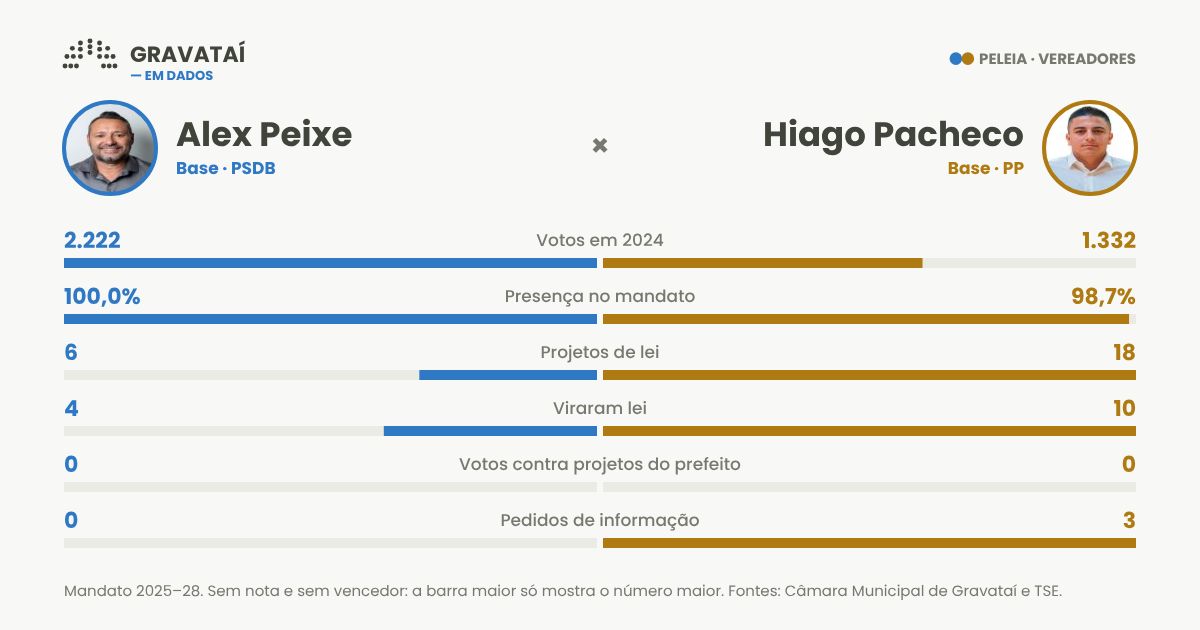 GRAVATAÍ
— EM DADOS
PELEIA · VEREADORES
Alex Peixe
Base · PSDB
×
Hiago Pacheco
Base · PP
2.222 Votos em 2024 1.332
100,0% Presença no mandato 98,7%
6 Projetos de lei 18
4 Viraram lei 10
0 Votos contra projetos do prefeito 0
0 Pedidos de informação 3
Mandato 2025–28. Sem nota e sem vencedor: a barra maior só mostra o número maior. Fontes: Câmara Municipal de Gravataí e TSE.